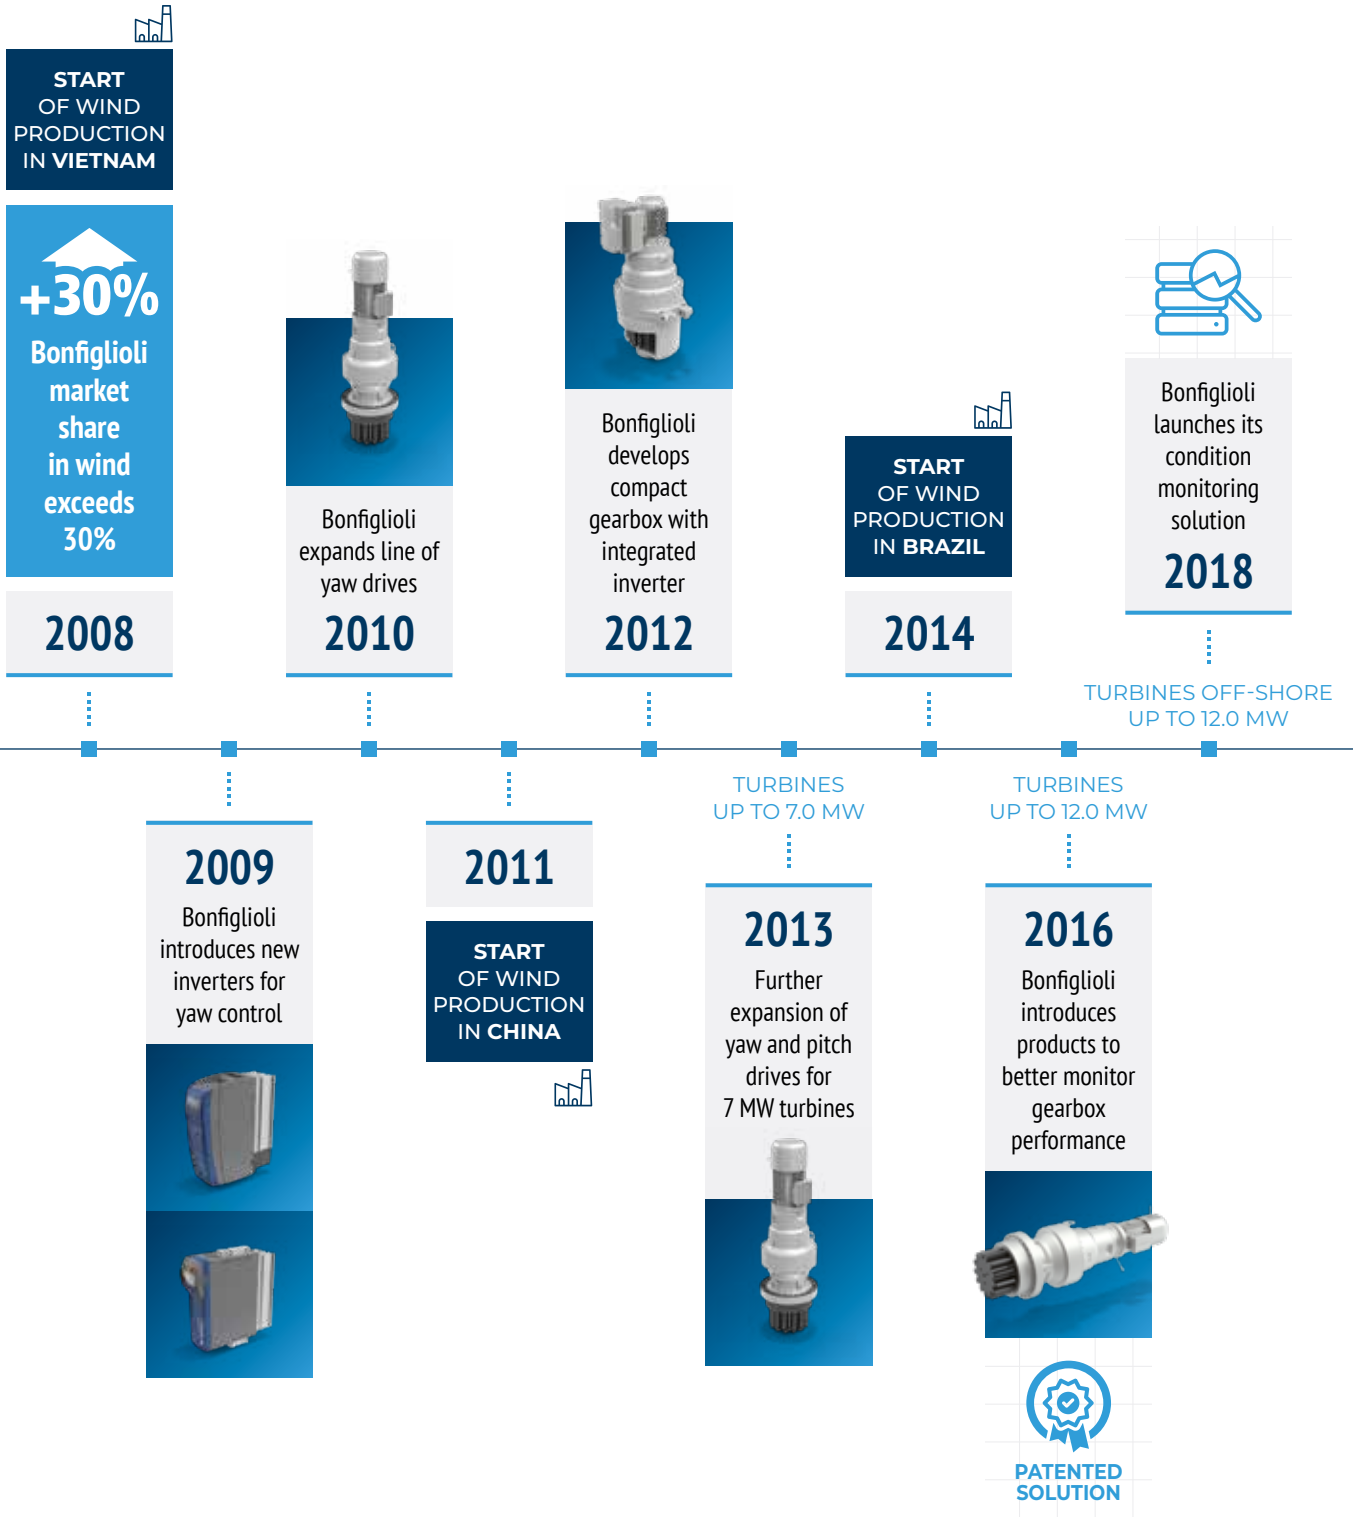 START
OF WIND
PRODUCTION
IN VIETNAM
+30%
Bonfiglioli
market
share
in wind
exceeds
30%
2008
2009
Bonfiglioli
introduces new
inverters for
yaw control
Bonfiglioli
expands line of
yaw drives
2010
2011
START
OF WIND
PRODUCTION
IN CHINA
Bonfiglioli
develops
compact
gearbox with
integrated
inverter
2012
TURBINES
UP TO 7.0 MW
2013
Further
expansion of
yaw and pitch
drives for
7 MW turbines
START
OF WIND
PRODUCTION
IN BRAZIL
2014
TURBINES
UP TO 12.0 MW
2016
Bonfiglioli
introduces
products to
better monitor
gearbox
performance
PATENTED
SOLUTION
Bonfiglioli
launches its
condition
monitoring
solution
2018
TURBINES OFF-SHORE
UP TO 12.0 MW